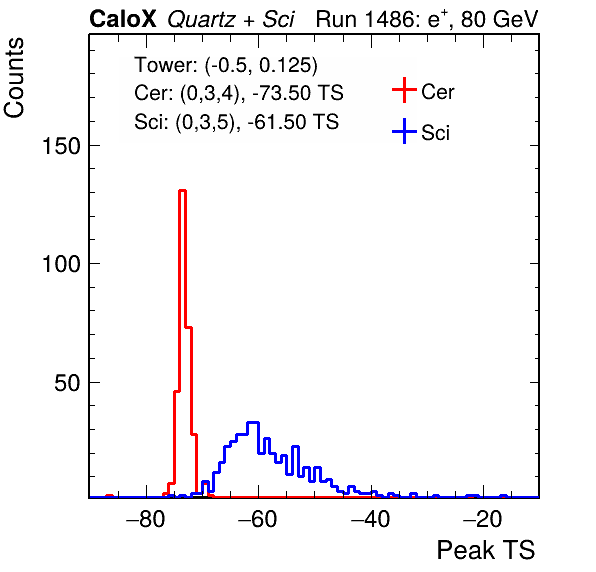 CaloX Quartz + Sci Run 1486: e+, 80 GeV
Counts
Tower: (-0.5, 0.125)
Cer: (0,3,4), -73.50 TS
Sci: (0,3,5), -61.50 TS
Cer
Sci
150
100
50
−80 −60 −40 −20
Peak TS